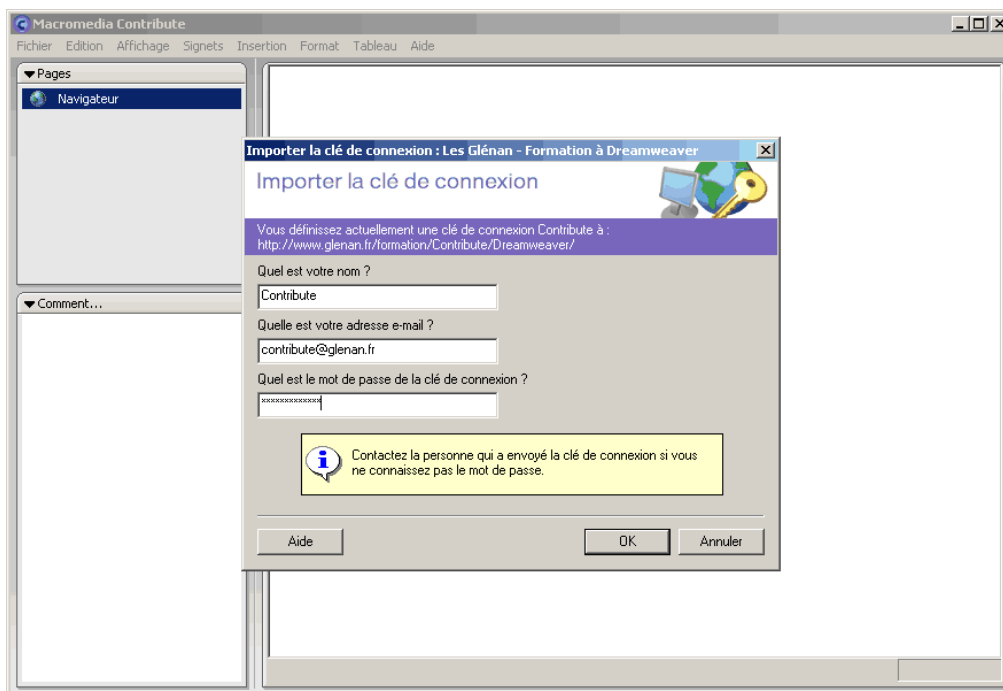 Macromedia Contribute
Fichier Edition Affichage Signets Insertion Format Tableau Aide
Pages
Navigateur
Importer la clé de connexion : Les Glénan - Formation à Dreamweaver
Importer la clé de connexion
Vous définissez actuellement une clé de connexion Contribute à :
http://www.glenan.fr/formation/Contribute/Dreamweaver/
Quel est votre nom ?
Contribute
Comment...
Quelle est votre adresse e-mail ?
contribute@glenan.fr
Quel est le mot de passe de la clé de connexion ?
*************
Contactez la personne qui a envoyé la clé de connexion si vous
ne connaissez pas le mot de passe.
Aide OK Annuler